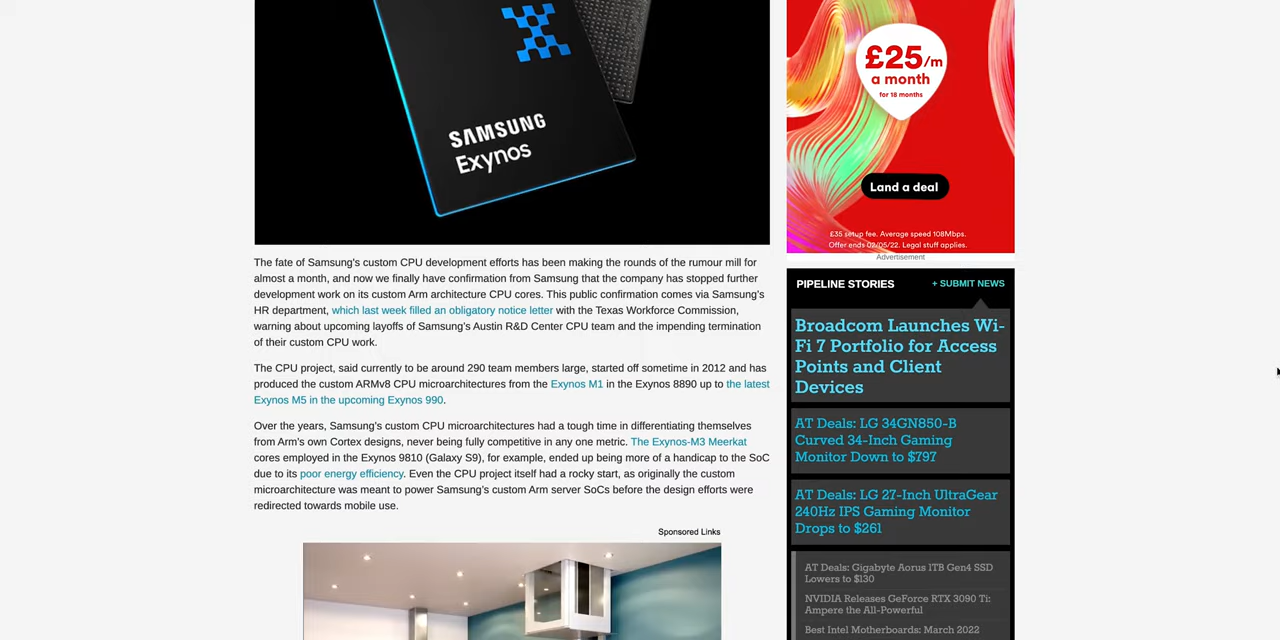 SAMSUNG
Exynos
The fate of Samsung's custom CPU development efforts has been making the rounds of the rumour mill for
almost a month, and now we finally have confirmation from Samsung that the company has stopped further
development work on its custom Arm architecture CPU cores. This public confirmation comes via Samsung's
HR department, which last week filled an obligatory notice letter with the Texas Workforce Commission,
warning about upcoming layoffs of Samsung's Austin R&D Center CPU team and the impending termination
of their custom CPU work.
The CPU project, said currently to be around 290 team members large, started off sometime in 2012 and has
produced the custom ARMv8 CPU microarchitectures from the Exynos M1 in the Exynos 8890 up to the latest
Exynos M5 in the upcoming Exynos 990.
Over the years, Samsung's custom CPU microarchitectures had a tough time in differentiating themselves
from Arm's own Cortex designs, never being fully competitive in any one metric. The Exynos-M3 Meerkat
cores employed in the Exynos 9810 (Galaxy S9), for example, ended up being more of a handicap to the SoC
due to its poor energy efficiency. Even the CPU project itself had a rocky start, as originally the custom
microarchitecture was meant to power Samsung's custom Arm server SoCs before the design efforts were
redirected towards mobile use.
Sponsored Links
£25/m
a month
for 18 months
Land a deal
£35 setup fee. Average speed 108Mbps.
Offer ends 02/05/22. Legal stuff applies.
Advertisement
PIPELINE STORIES + SUBMIT NEWS
Broadcom Launches Wi-
Fi 7 Portfolio for Access
Points and Client
Devices
AT Deals: LG 34GN850-B
Curved 34-Inch Gaming
Monitor Down to $797
AT Deals: LG 27-Inch UltraGear
240Hz IPS Gaming Monitor
Drops to $261
AT Deals: Gigabyte Aorus 1TB Gen4 SSD
Lowers to $130
NVIDIA Releases GeForce RTX 3090 Ti:
Ampere the All-Powerful
Best Intel Motherboards: March 2022